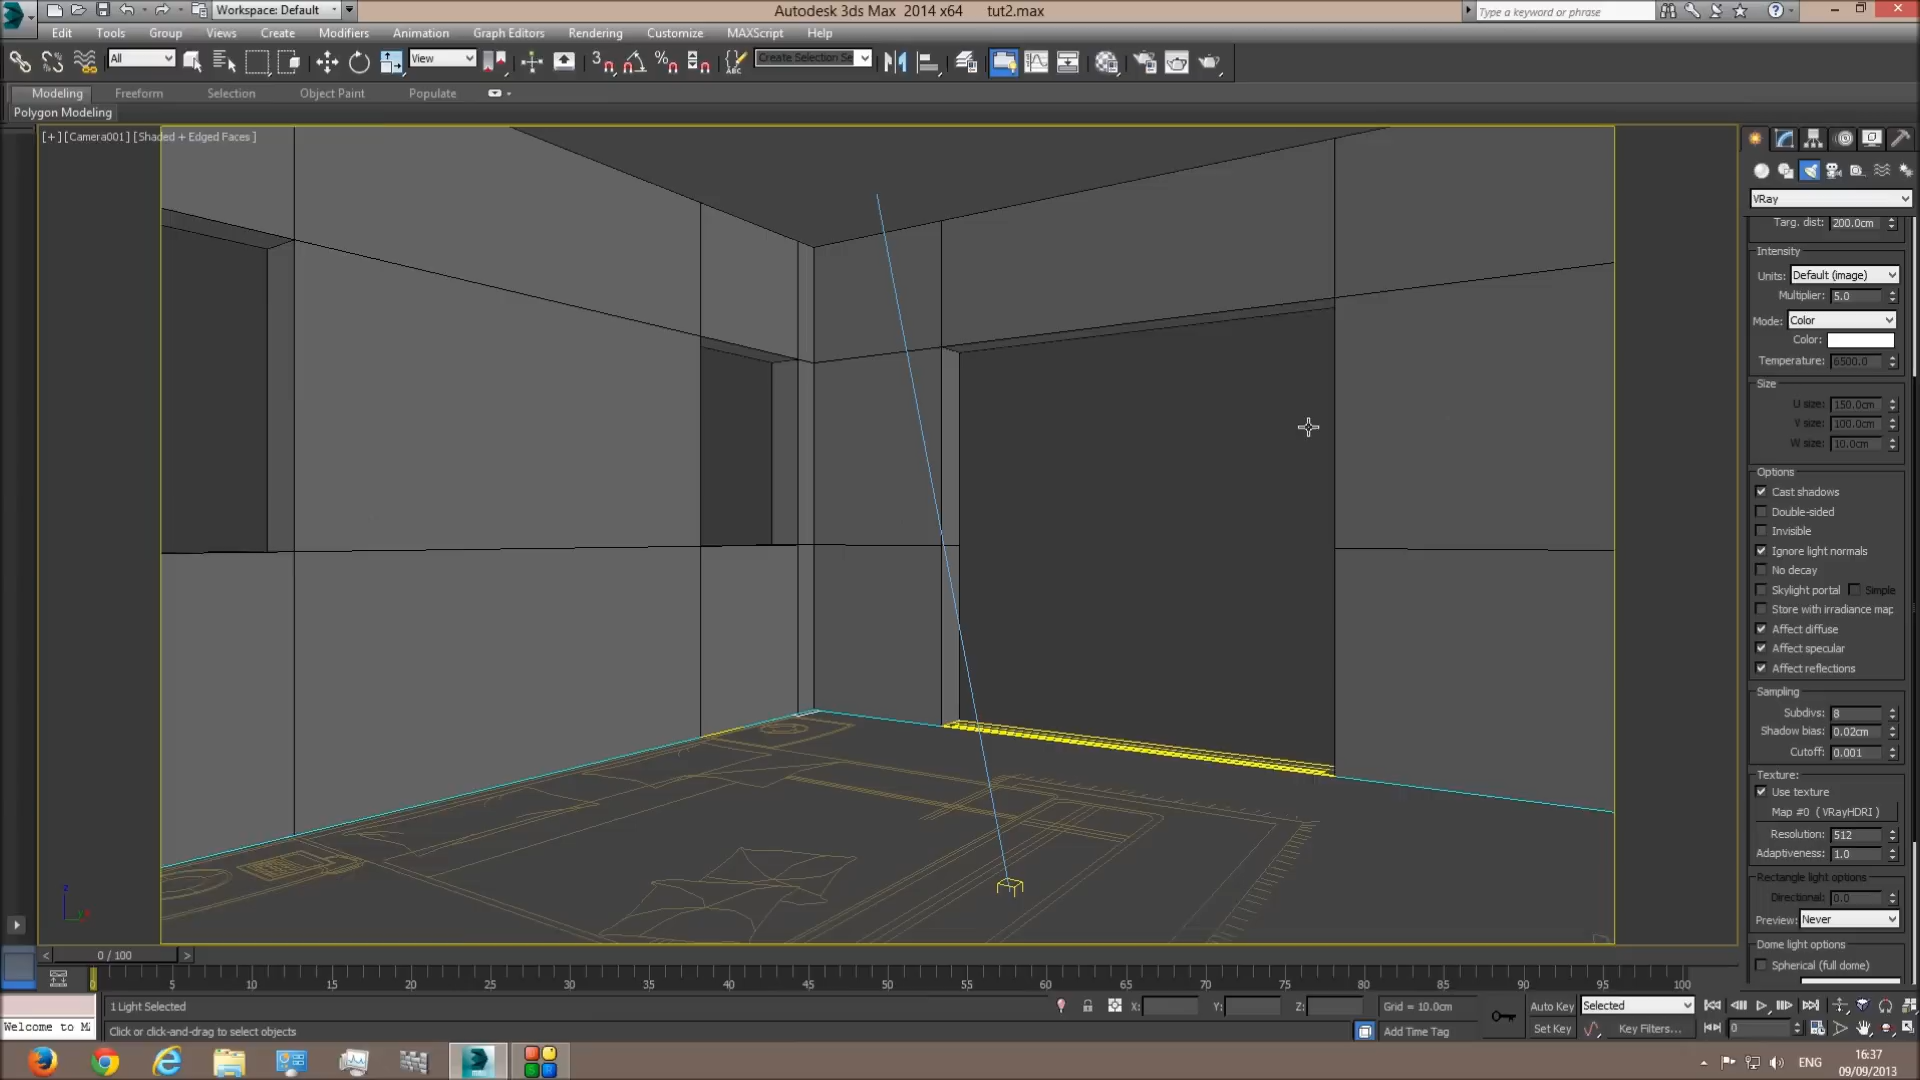 Workspace: Default
Autodesk 3ds Max 2014 x64 tut2.max
Type a keyword or phrase
Edit Tools Group Views Create Modifiers Animation Graph Editors Rendering Customize MAXScript Help
All
View
Create Selection Se
Modeling Freeform Selection Object Paint Populate
Polygon Modeling
[+] [Camera001] [Shaded + Edged Faces ]
VRay
Targ. dist: 200.0cm
Intensity
Units: Default (image)
Multiplier: 5.0
Mode: Color
Color:
Temperature: 6500.0
Size
U size: 150.0cm
V size: 100.0cm
W size: 10.0cm
Options
Cast shadows
Double-sided
Invisible
Ignore light normals
No decay
Skylight portal Simple
Store with irradiance map
Affect diffuse
Affect specular
Affect reflections
Sampling
Subdivs: 8
Shadow bias: 0.02cm
Cutoff: 0.001
Texture:
Use texture
Map #0 ( VRayHDRI )
Resolution: 512
Adaptiveness: 1.0
Rectangle light options
Directional: 0.0
Preview: Never
Dome light options
Spherical (full dome)
z
0 / 100
0 5 10 15 20 25 30 35 40 45 50 55 60 65 70 75 80 85 90 95 100
1 Light Selected
X: Y: Z: Grid = 10.0cm
Auto Key Selected
Welcome to M
Click or click-and-drag to select objects
Add Time Tag
Set Key Key Filters... 0
ENG
16:37
09/09/2013